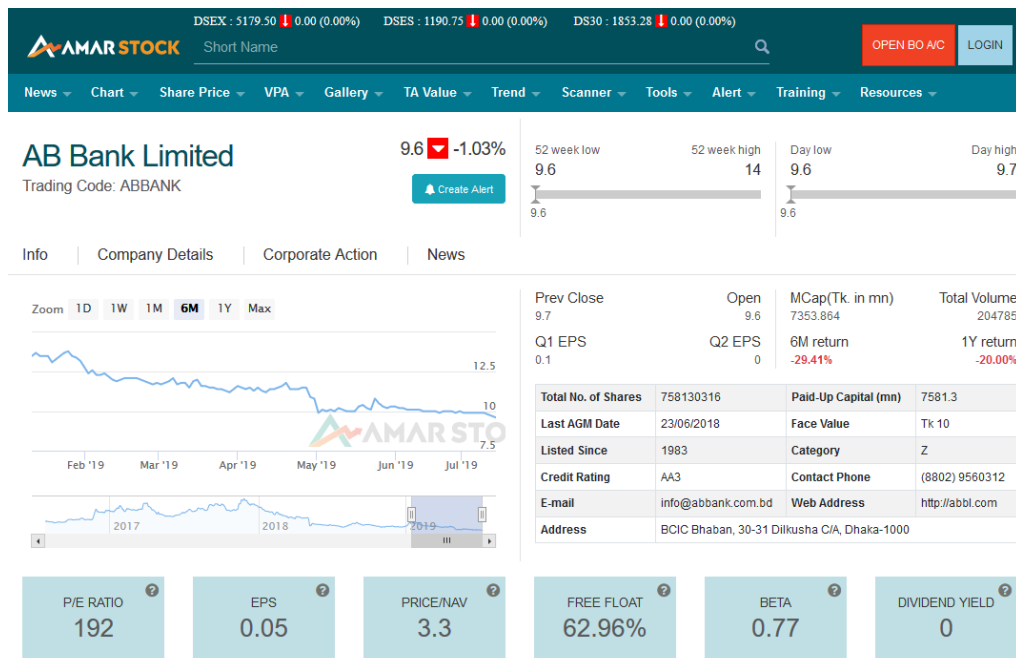 DSEX : 5179.50 0.00 (0.00%) DSES : 1190.75 0.00 (0.00%) DS30 : 1853.28 0.00 (0.00%)
AMAR STOCK
Short Name
OPEN BO A/C LOGIN
News Chart Share Price VPA Gallery TA Value Trend Scanner Tools Alert Training Resources
AB Bank Limited
Trading Code: ABBANK
9.6 -1.03%
Create Alert
52 week low 52 week high
9.6 14
9.6
Day low Day high
9.6 9.7
9.6
Info Company Details Corporate Action News
Zoom 1D 1W 1M 6M 1Y Max
12.5
10
7.5
AMAR STO
Feb '19 Mar '19 Apr '19 May '19 Jun '19 Jul '19
2017 2018 2019
Prev Close Open
9.7 9.6
Q1 EPS Q2 EPS
0.1 0
MCap(Tk. in mn) Total Volume
7353.864 204785
6M return 1Y return
-29.41% -20.00%
Total No. of Shares 758130316 Paid-Up Capital (mn) 7581.3
Last AGM Date 23/06/2018 Face Value Tk 10
Listed Since 1983 Category Z
Credit Rating AA3 Contact Phone (8802) 9560312
E-mail info@abbank.com.bd Web Address http://abbl.com
Address BCIC Bhaban, 30-31 Dilkusha C/A, Dhaka-1000
P/E RATIO
192
EPS
0.05
PRICE/NAV
3.3
FREE FLOAT
62.96%
BETA
0.77
DIVIDEND YIELD
0